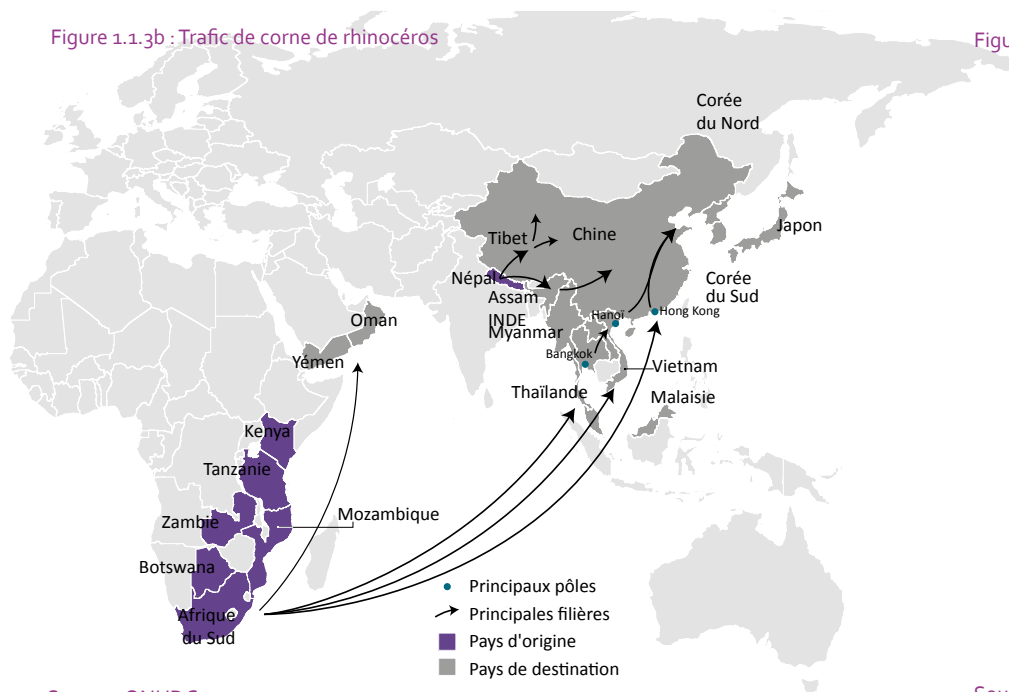 Figure 1.1.3b : Trafic de corne de rhinocéros
Figu
Corée
du Nord
Tibet
Chine
Japon
Népal
Assam
INDE
Corée
du Sud
Oman
Hanoï
Hong Kong
Myanmar
Yémen
Bangkok
Vietnam
Thaïlande
Malaisie
Kenya
Tanzanie
Zambie
Mozambique
Botswana
Afrique
du Sud
Principaux pôles
Principales filières
Pays d'origine
Pays de destination